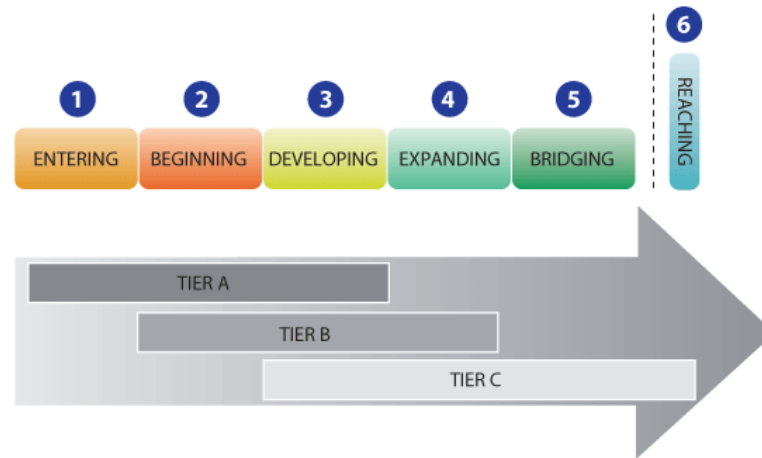 1
2
3
4
5
6
ENTERING
BEGINNING
DEVELOPING
EXPANDING
BRIDGING
REACHING
TIER A
TIER B
TIER C